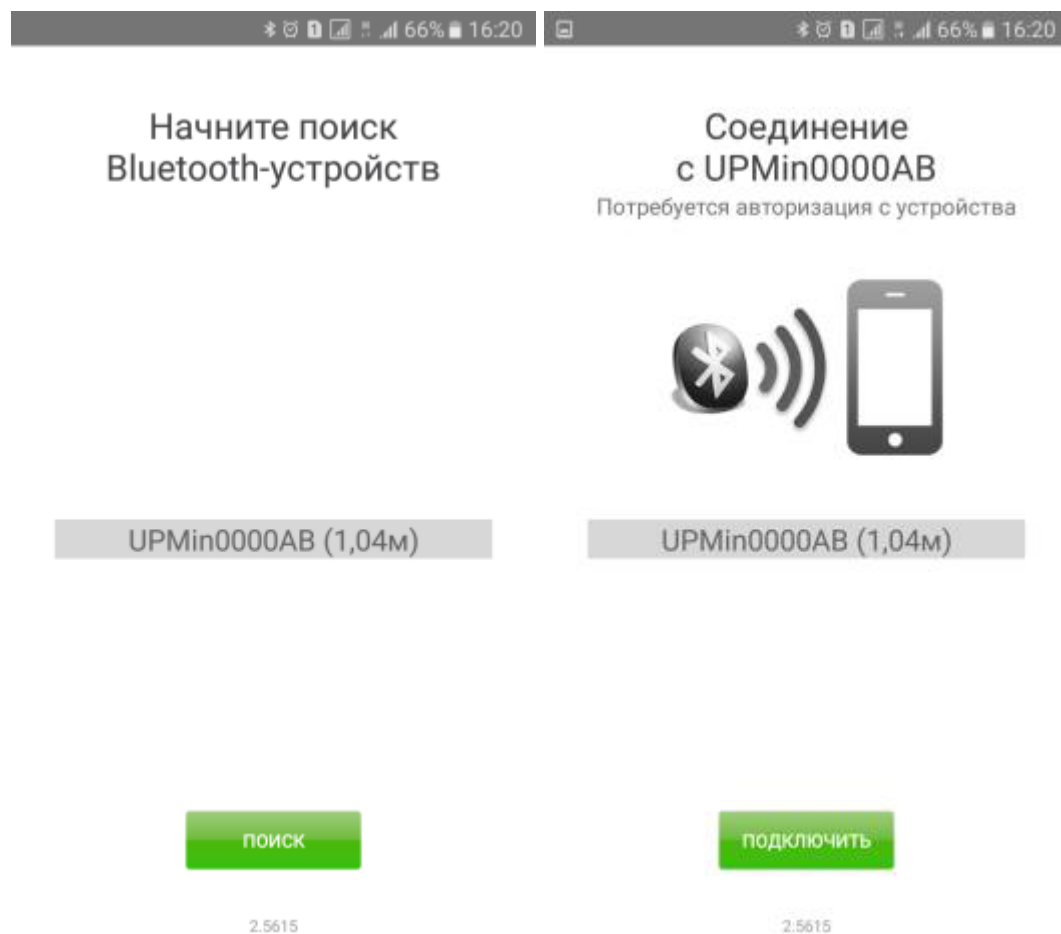 66% 16:20
Начните поиск
Bluetooth-устройств
UPMin0000AB (1,04м)
поиск
2.5615
66% 16:20
Соединение
с UPMin0000AB
Потребуется авторизация с устройства
UPMin0000AB (1,04м)
подключить
2.5615